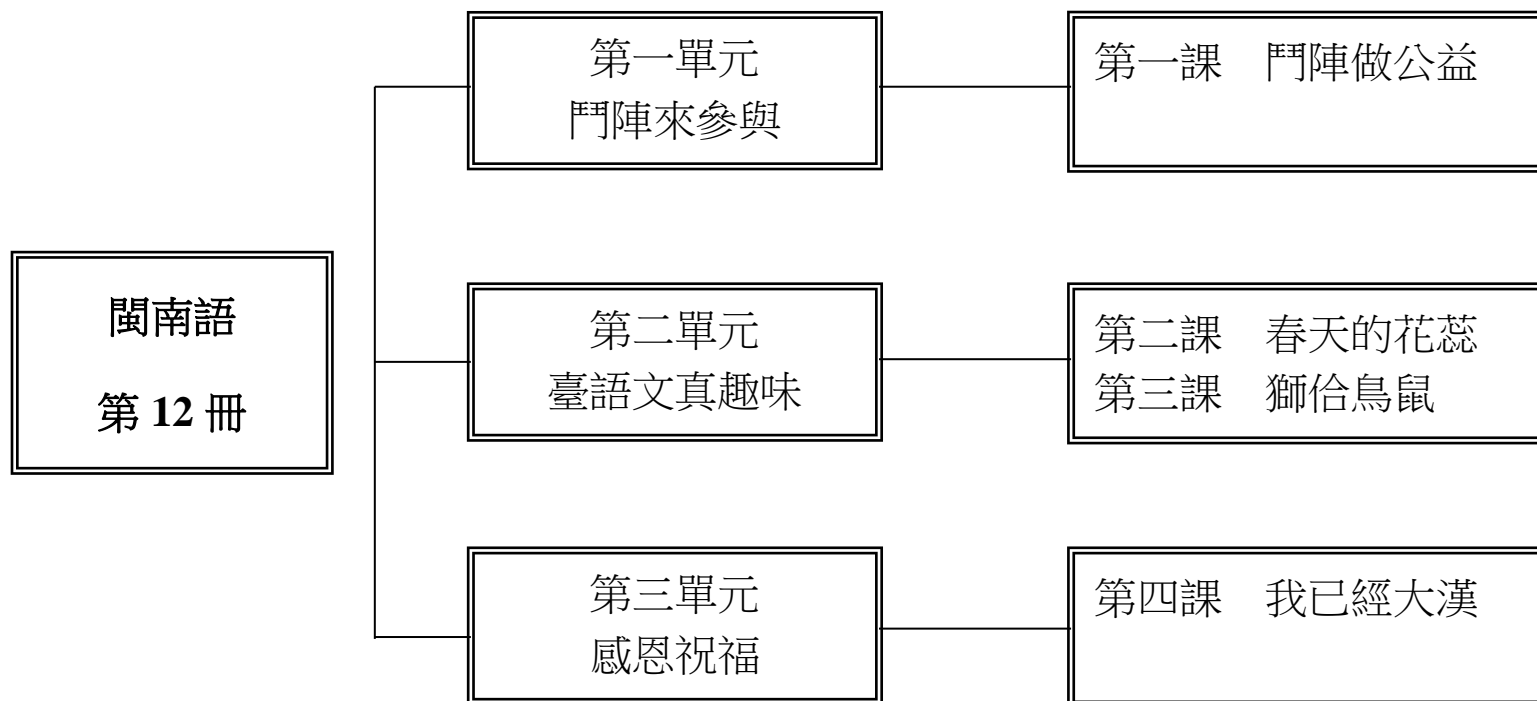 閩南語
第 12 冊
第一單元
鬥陣來參與
第一課　鬥陣做公益
第二單元
臺語文真趣味
第二課　春天的花蕊
第三課　獅佮鳥鼠
第三單元
感恩祝福
第四課　我已經大漢